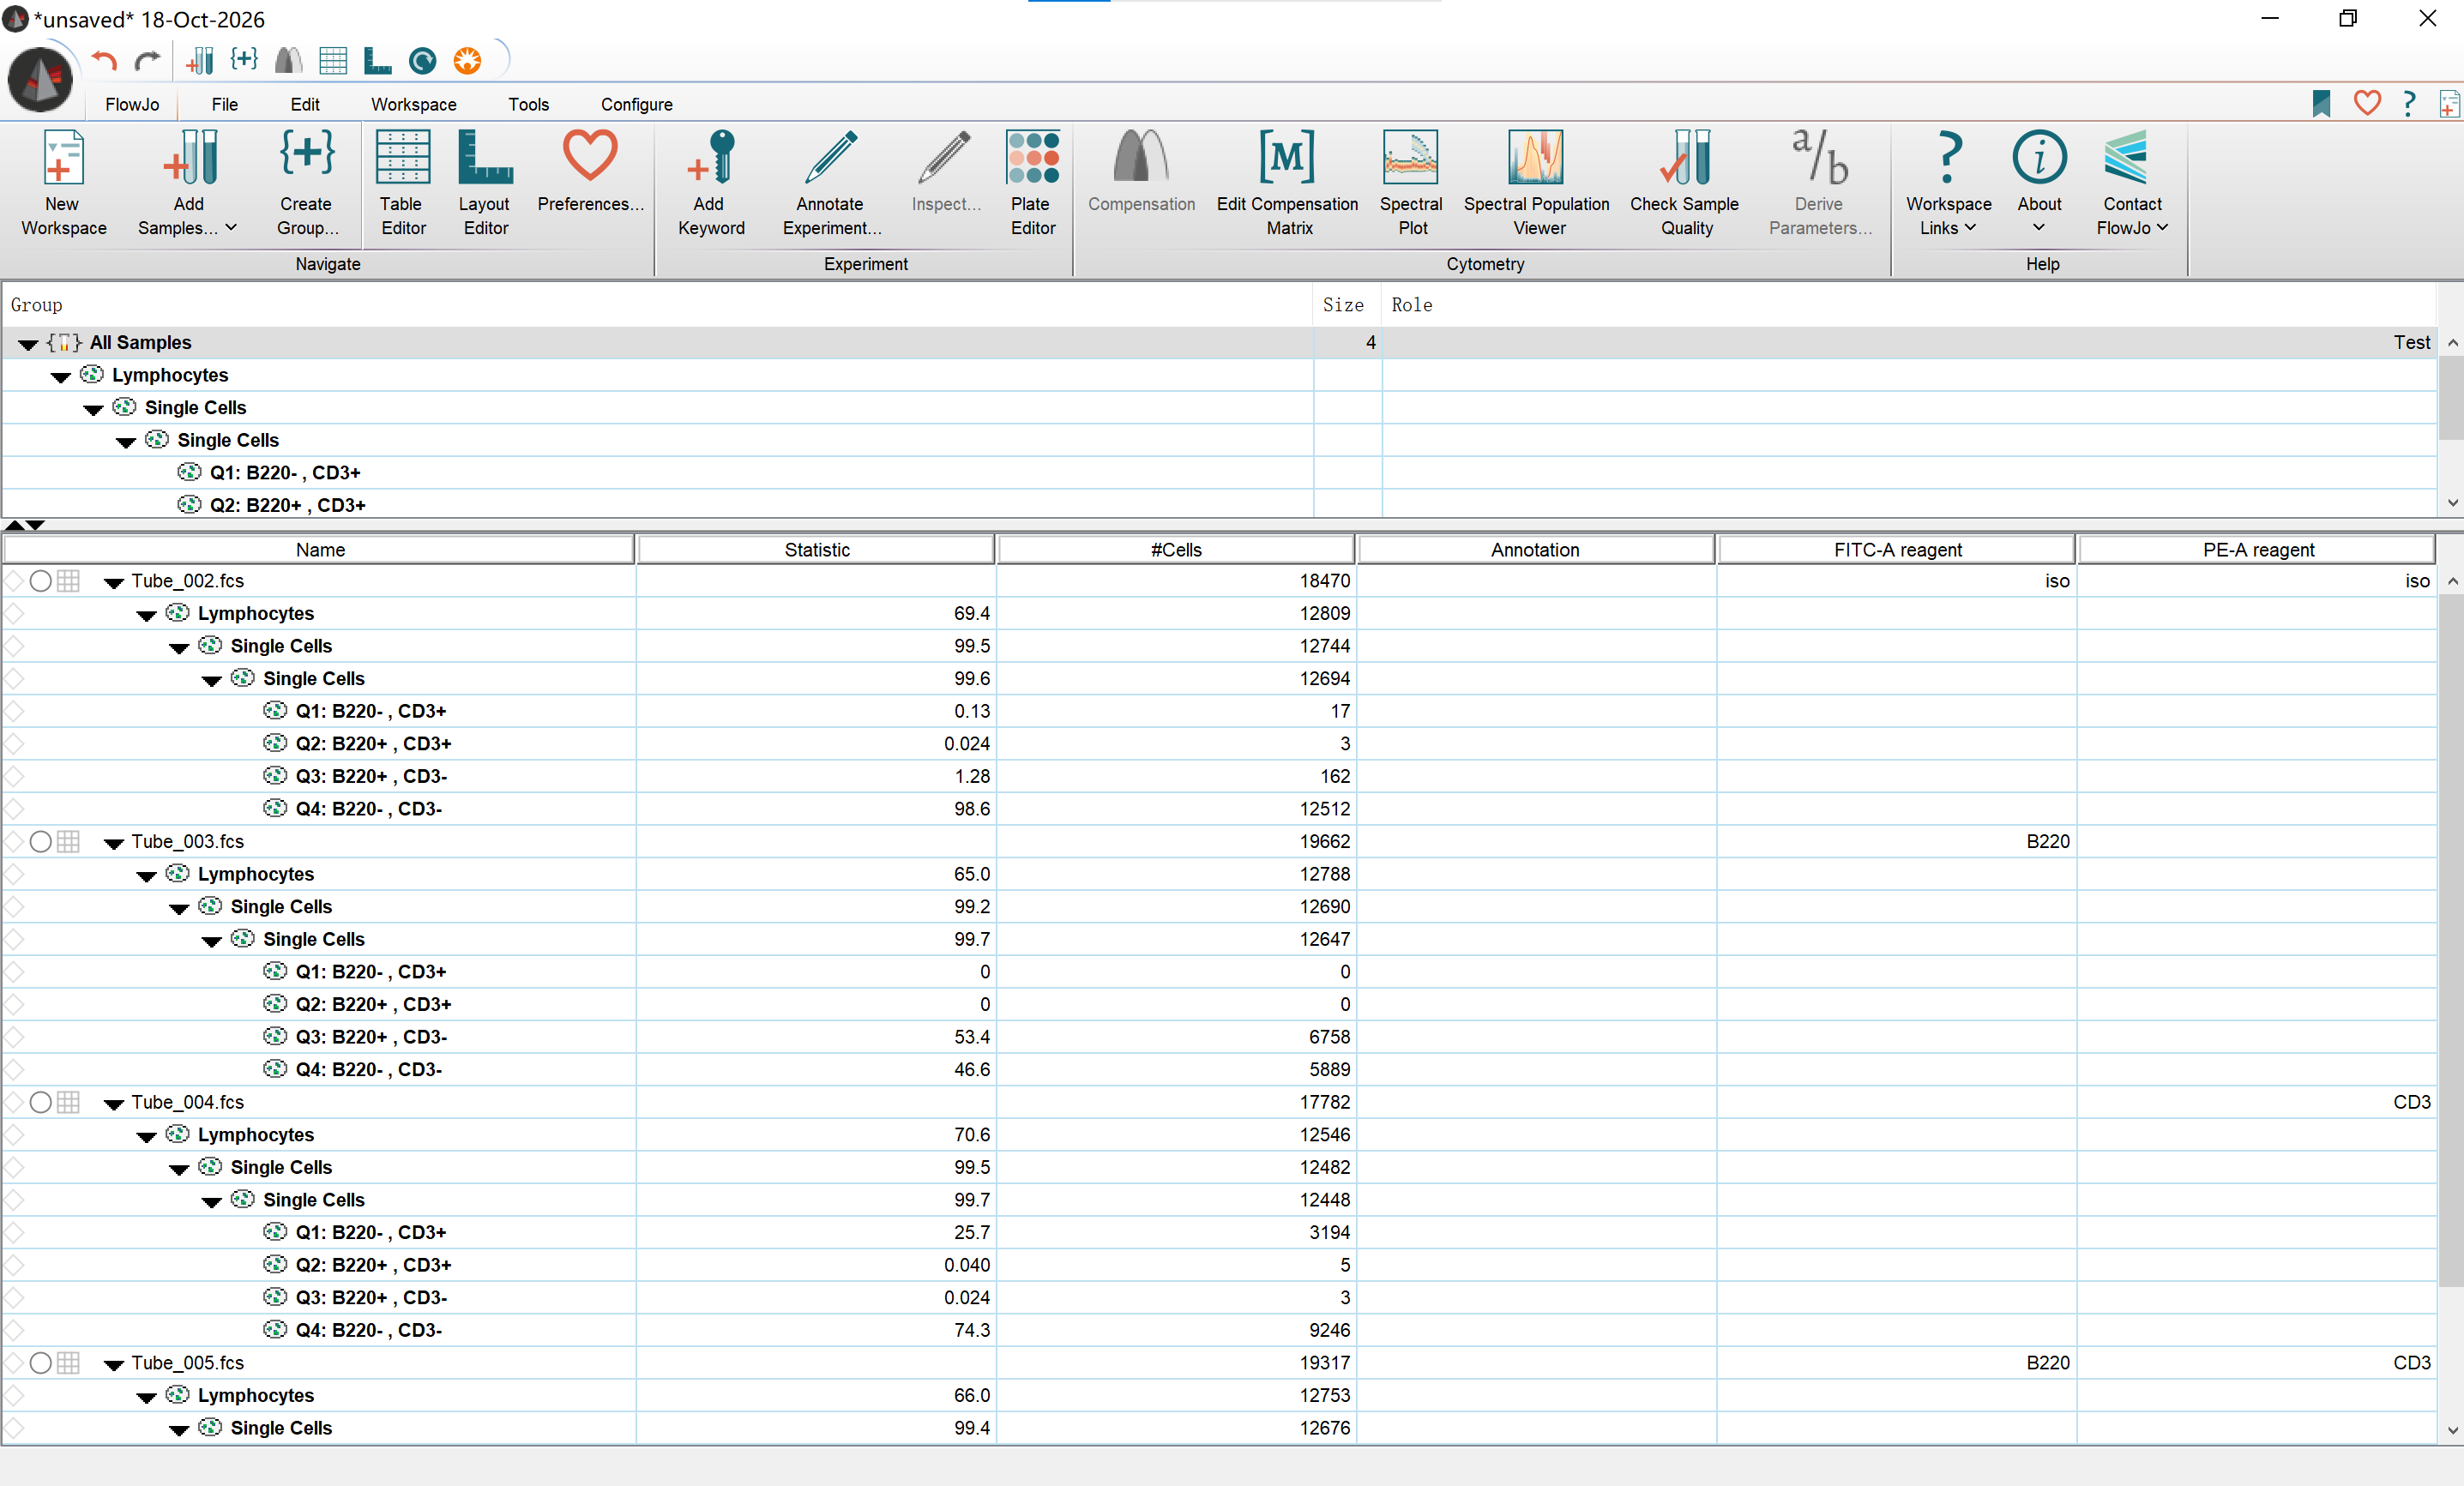 *unsaved* 18-Oct-2026
FlowJo File Edit Workspace Tools Configure
New Workspace
Add Samples...
Create Group...
Table Editor
Layout Editor
Preferences...
Add Keyword
Annotate Experiment...
Inspect...
Plate Editor
Compensation
Edit Compensation Matrix
Spectral Plot
Spectral Population Viewer
Check Sample Quality
Derive Parameters...
Workspace Links
About
Contact FlowJo
Navigate Experiment Cytometry Help
Group Size Role
All Samples 4 Test
Lymphocytes
Single Cells
Single Cells
Q1: B220- , CD3+
Q2: B220+ , CD3+
Name Statistic #Cells Annotation FITC-A reagent PE-A reagent
Tube_002.fcs 18470 iso iso
Lymphocytes 69.4 12809
Single Cells 99.5 12744
Single Cells 99.6 12694
Q1: B220- , CD3+ 0.13 17
Q2: B220+ , CD3+ 0.024 3
Q3: B220+ , CD3- 1.28 162
Q4: B220- , CD3- 98.6 12512
Tube_003.fcs 19662 B220
Lymphocytes 65.0 12788
Single Cells 99.2 12690
Single Cells 99.7 12647
Q1: B220- , CD3+ 0 0
Q2: B220+ , CD3+ 0 0
Q3: B220+ , CD3- 53.4 6758
Q4: B220- , CD3- 46.6 5889
Tube_004.fcs 17782 CD3
Lymphocytes 70.6 12546
Single Cells 99.5 12482
Single Cells 99.7 12448
Q1: B220- , CD3+ 25.7 3194
Q2: B220+ , CD3+ 0.040 5
Q3: B220+ , CD3- 0.024 3
Q4: B220- , CD3- 74.3 9246
Tube_005.fcs 19317 B220 CD3
Lymphocytes 66.0 12753
Single Cells 99.4 12676